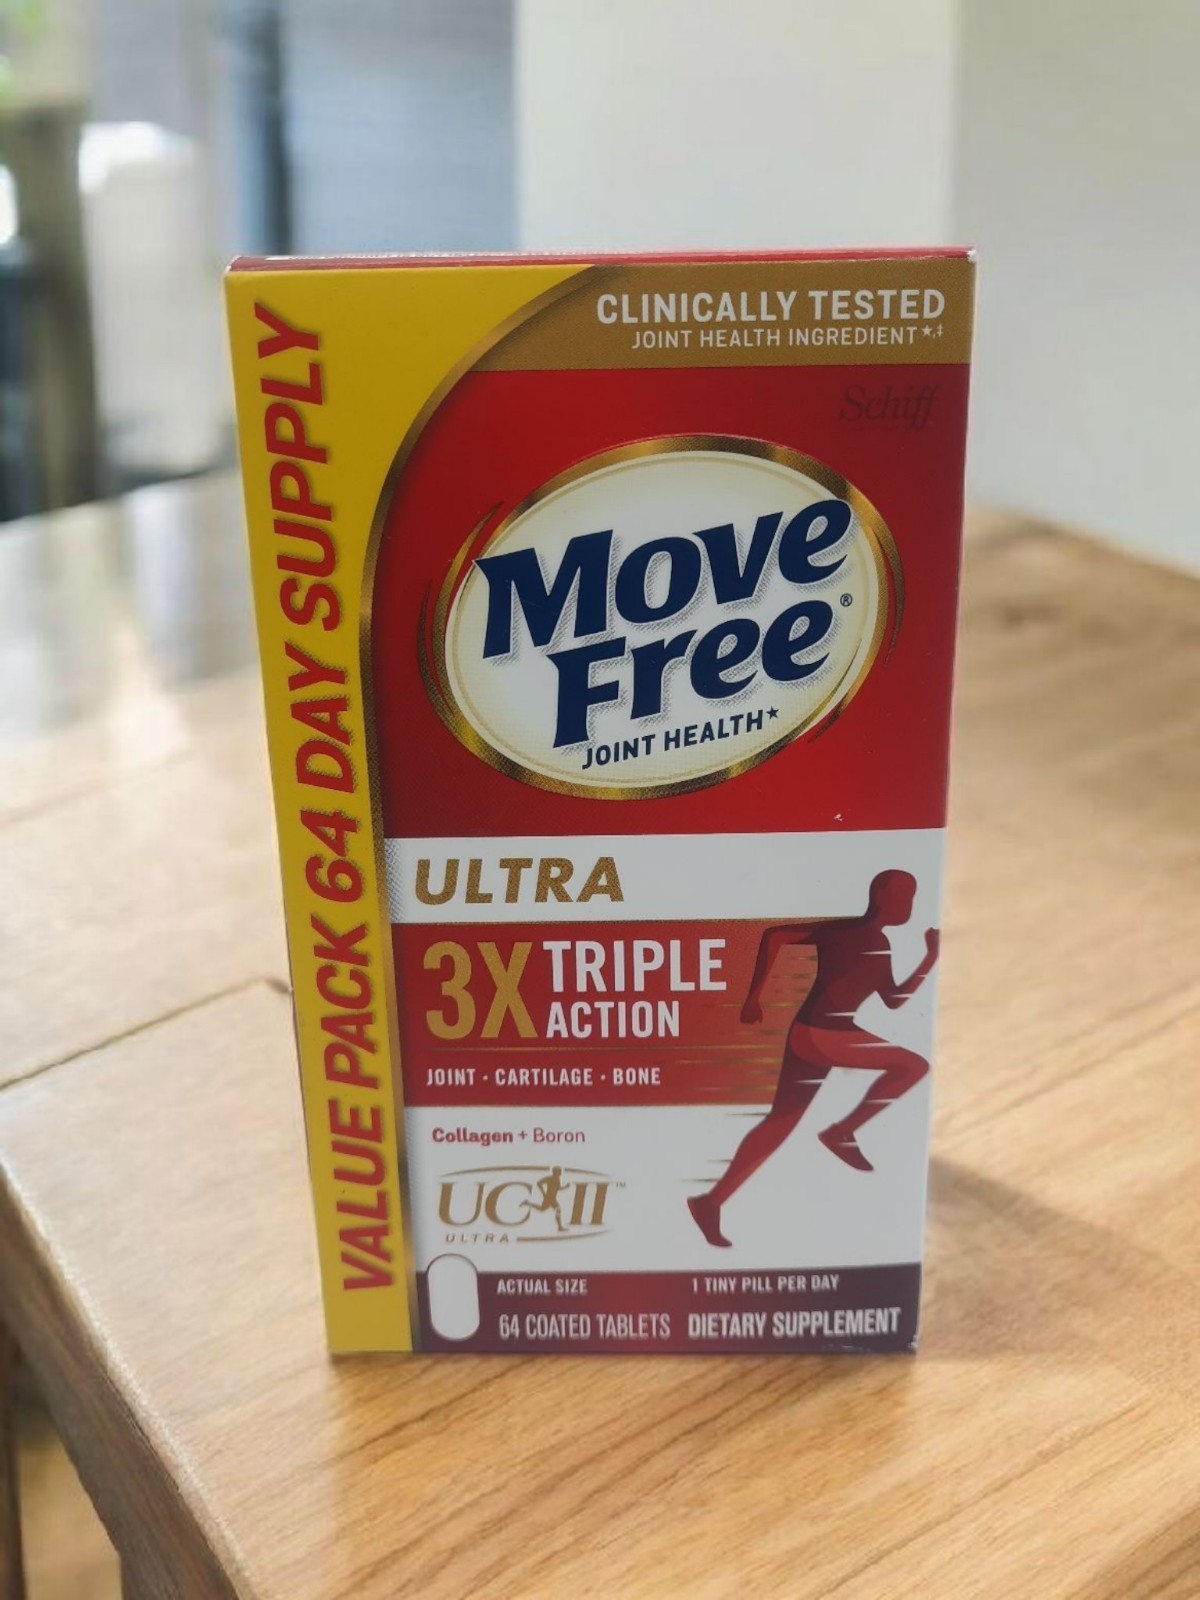 VALUE PACK 64 DAY SUPPLY
CLINICALLY TESTED
JOINT HEALTH INGREDIENT★,‡
Schiff
Move
Free®
JOINT HEALTH★
ULTRA
3X TRIPLE
ACTION
JOINT · CARTILAGE · BONE
Collagen + Boron
UC II™
ULTRA
ACTUAL SIZE 1 TINY PILL PER DAY
64 COATED TABLETS DIETARY SUPPLEMENT